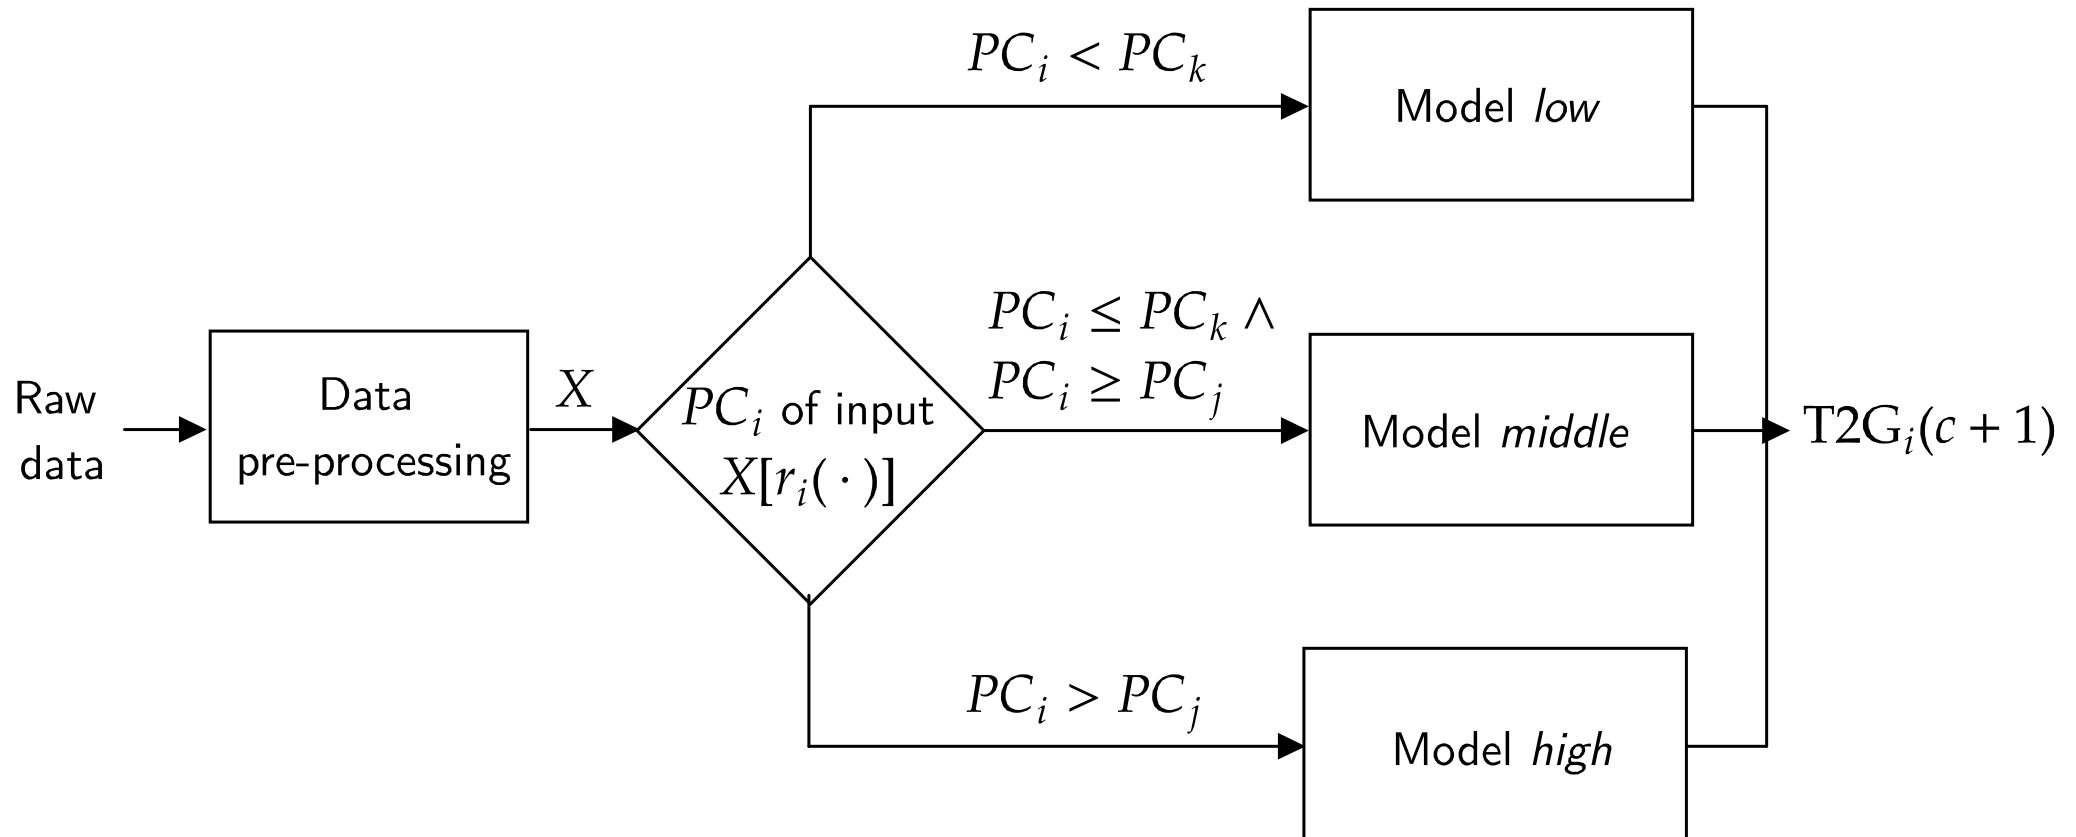 PCᵢ < PCₖ
Model low
PCᵢ ≤ PCₖ ∧
PCᵢ ≥ PCⱼ
Raw
data
Data
pre-processing
X
PCᵢ of input
X[rᵢ(·)]
Model middle
T2Gᵢ(c + 1)
PCᵢ > PCⱼ
Model high